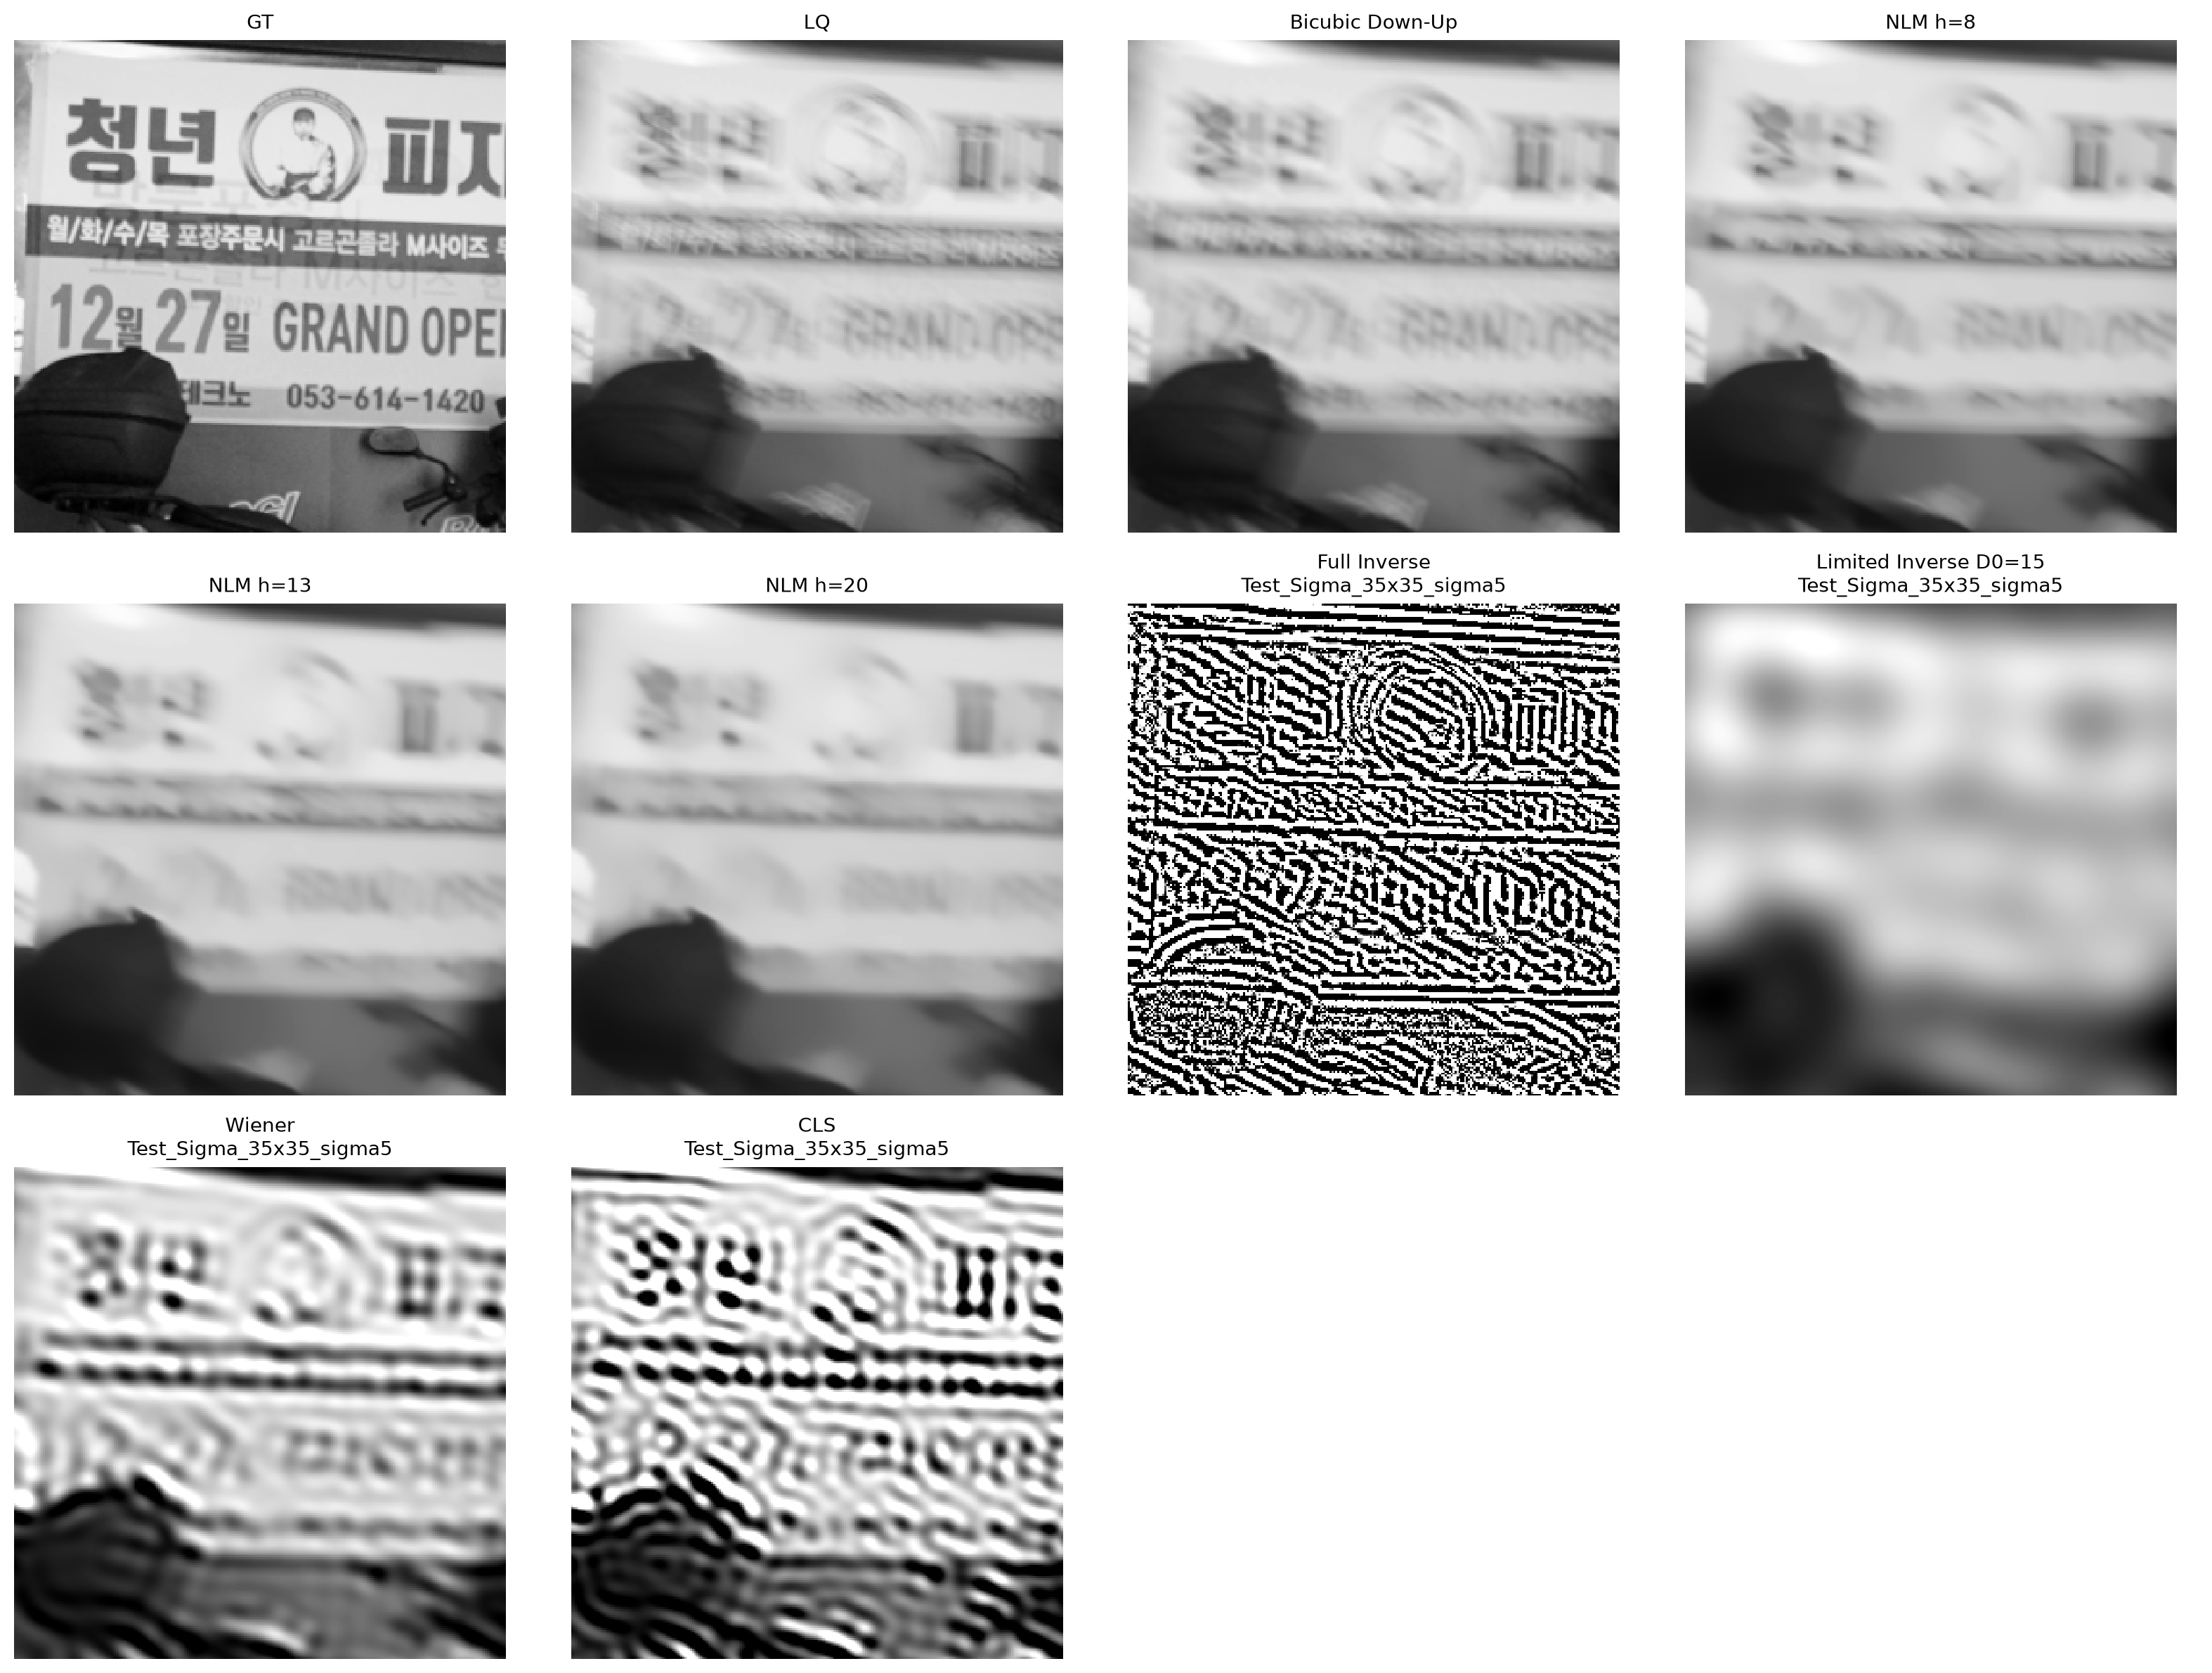 GT
LQ
Bicubic Down-Up
NLM h=8
청년 피자
월/화/수/목 포장주문시 고르곤졸라 M사이즈
12월 27일 GRAND OPEN
테크노 053-614-1420
NLM h=13
NLM h=20
Full Inverse
Test_Sigma_35x35_sigma5
Limited Inverse D0=15
Test_Sigma_35x35_sigma5
Wiener
Test_Sigma_35x35_sigma5
CLS
Test_Sigma_35x35_sigma5